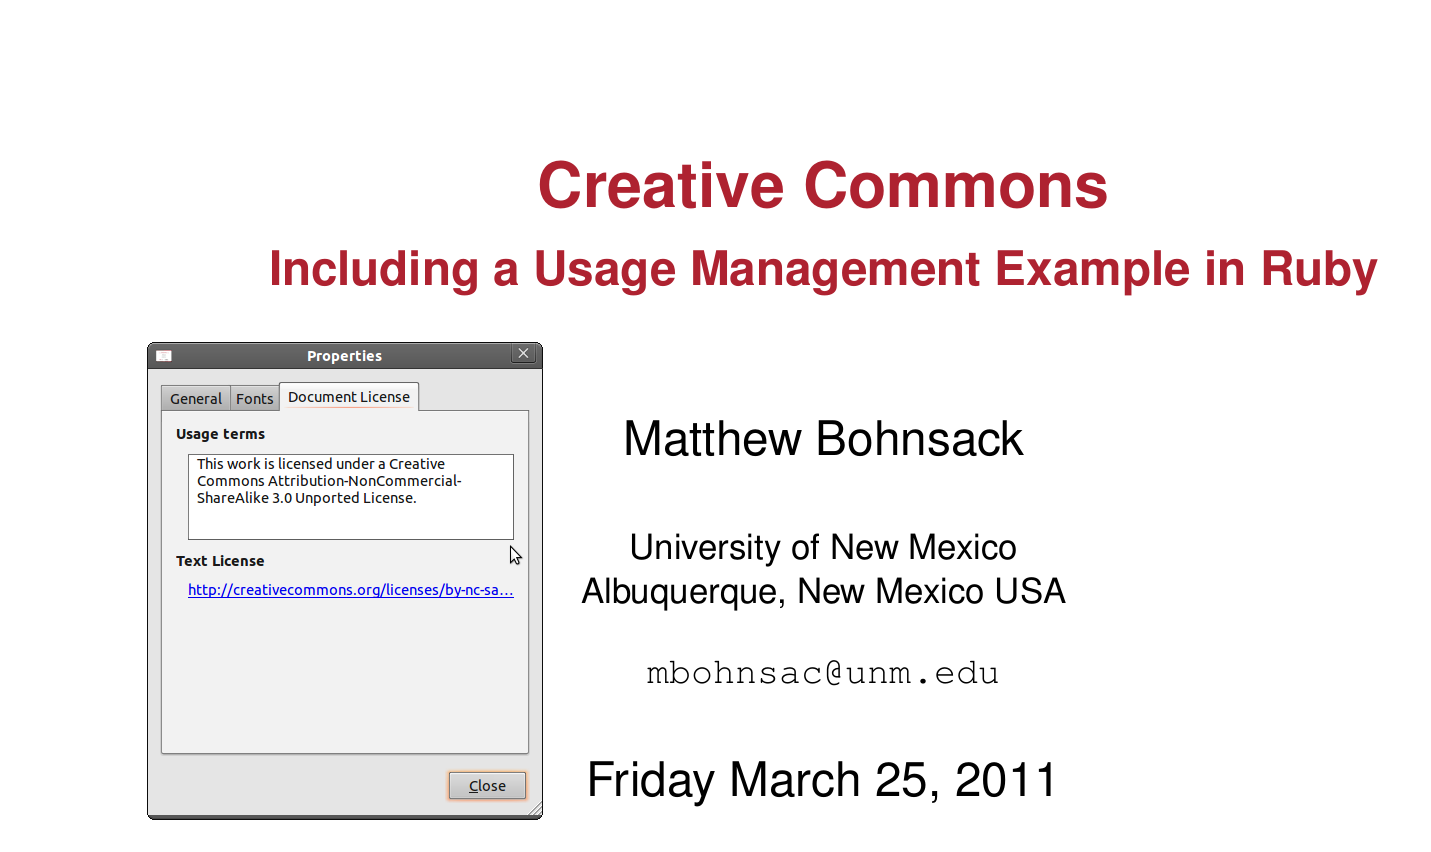 Creative Commons
Including a Usage Management Example in Ruby
Properties
General Fonts Document License
Usage terms
This work is licensed under a Creative
Commons Attribution-NonCommercial-
ShareAlike 3.0 Unported License.
Text License
http://creativecommons.org/licenses/by-nc-sa...
Close
Matthew Bohnsack
University of New Mexico
Albuquerque, New Mexico USA
mbohnsac@unm.edu
Friday March 25, 2011